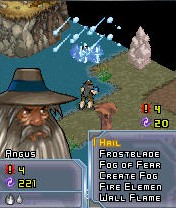 4
20
Angus
4
221
Hail
Frostblade
Fog of Fear
Create Fog
Fire Elemen
Wall Flame